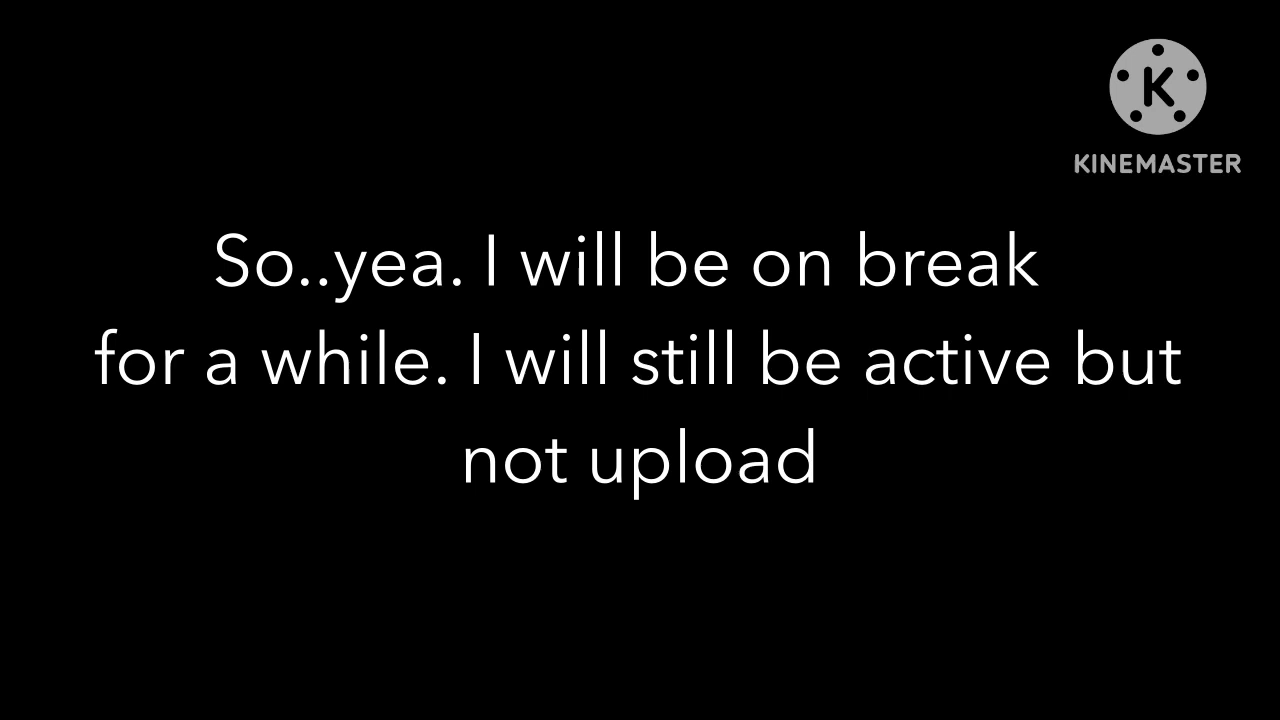 K
KINEMASTER
So..yea. I will be on break
for a while. I will still be active but
not upload